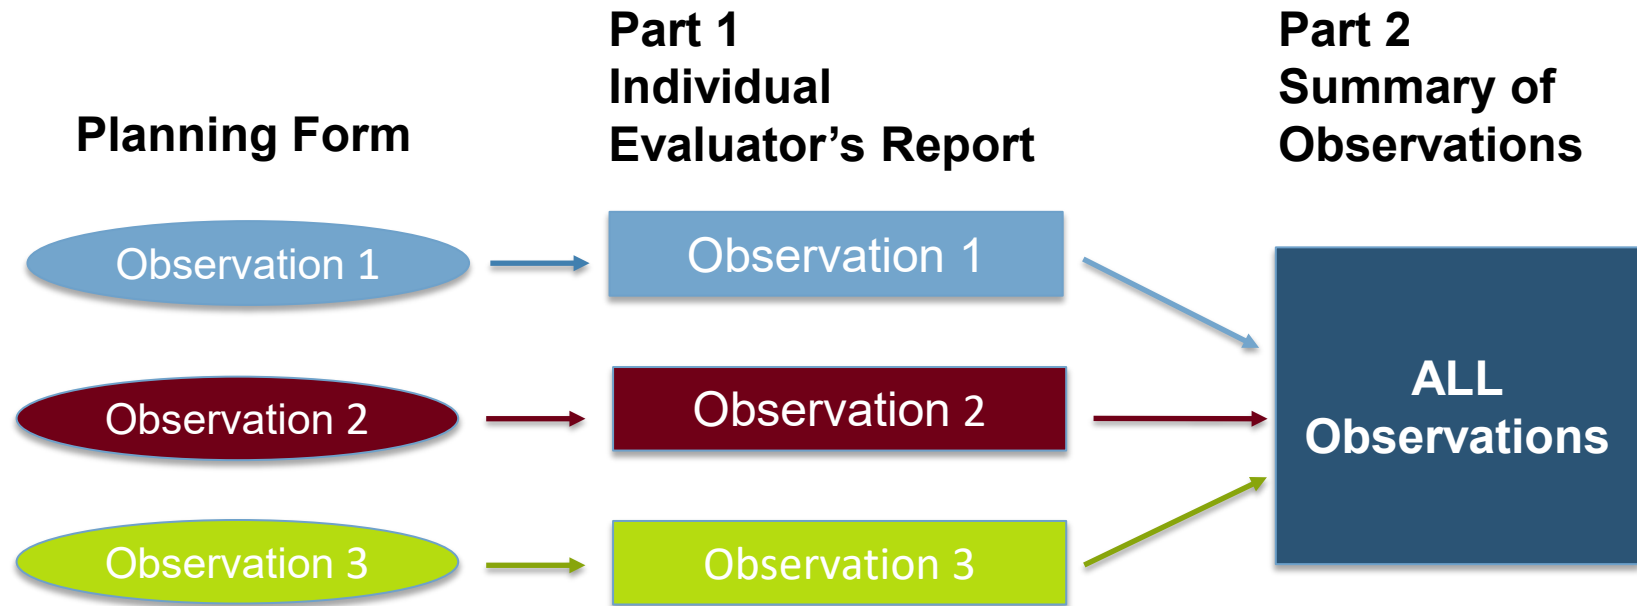 Planning Form
Part 1
Individual
Evaluator’s Report
Part 2
Summary of
Observations
Observation 1
Observation 1
Observation 2
Observation 2
Observation 3
Observation 3
ALL
Observations